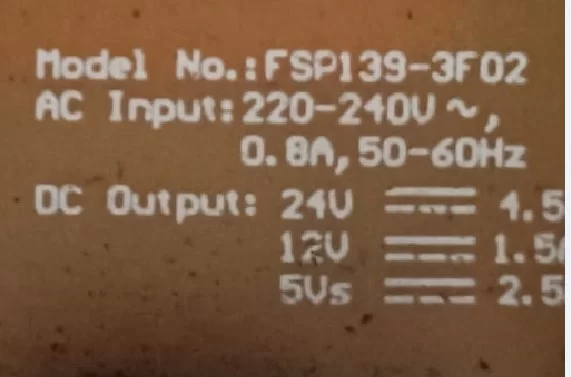 Model No.:FSP139-3F02
AC Input:220-240V ~,
0.8A, 50-60Hz
DC Output: 24V ⎓ 4.5
12V ⎓ 1.5A
5Vs ⎓ 2.5